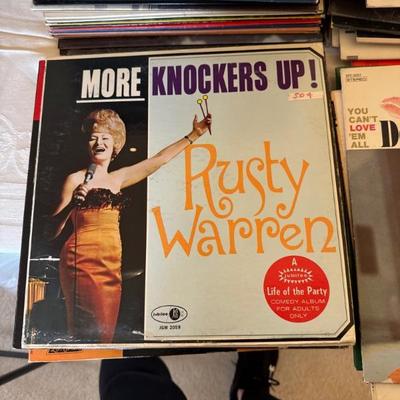 MORE KNOCKERS UP!
50¢
Rusty
Warren
A
Jubilee
Life of the Party
COMEDY ALBUM
FOR ADULTS
ONLY
jubilee
JGM 2059
STEREO
YOU
CAN'T
LOVE
'EM
ALL
D